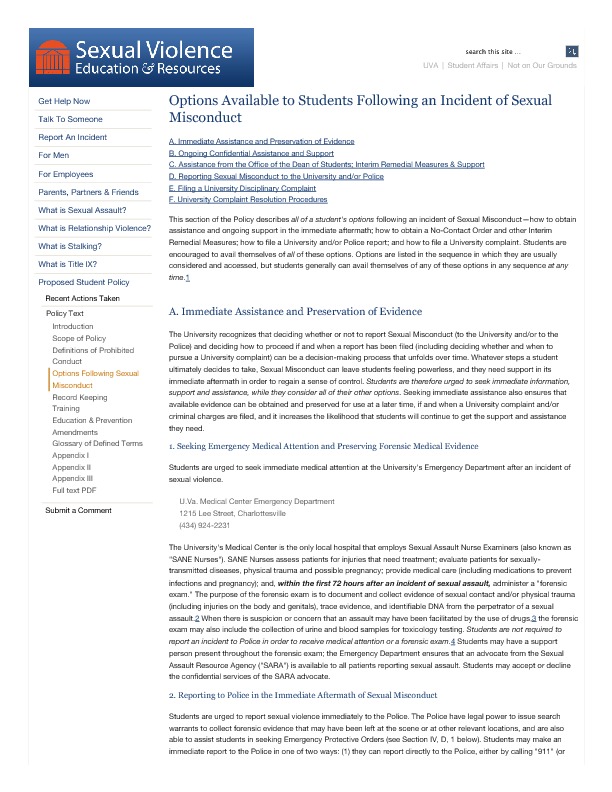 Sexual Violence
Education & Resources
search this site ...
UVA | Student Affairs | Not on Our Grounds
Get Help Now
Talk To Someone
Report An Incident
For Men
For Employees
Parents, Partners & Friends
What is Sexual Assault?
What is Relationship Violence?
What is Stalking?
What is Title IX?
Proposed Student Policy
Recent Actions Taken
Policy Text
Introduction
Scope of Policy
Definitions of Prohibited
Conduct
Options Following Sexual
Misconduct
Record Keeping
Training
Education & Prevention
Amendments
Glossary of Defined Terms
Appendix I
Appendix II
Appendix III
Full text PDF
Submit a Comment
Options Available to Students Following an Incident of Sexual
Misconduct
A. Immediate Assistance and Preservation of Evidence
B. Ongoing Confidential Assistance and Support
C. Assistance from the Office of the Dean of Students; Interim Remedial Measures & Support
D. Reporting Sexual Misconduct to the University and/or Police
E. Filing a University Disciplinary Complaint
F. University Complaint Resolution Procedures
This section of the Policy describes all of a student's options following an incident of Sexual Misconduct—how to obtain
assistance and ongoing support in the immediate aftermath; how to obtain a No-Contact Order and other Interim
Remedial Measures; how to file a University and/or Police report; and how to file a University complaint. Students are
encouraged to avail themselves of all of these options. Options are listed in the sequence in which they are usually
considered and accessed, but students generally can avail themselves of any of these options in any sequence at any
time.1
A. Immediate Assistance and Preservation of Evidence
The University recognizes that deciding whether or not to report Sexual Misconduct (to the University and/or to the
Police) and deciding how to proceed if and when a report has been filed (including deciding whether and when to
pursue a University complaint) can be a decision-making process that unfolds over time. Whatever steps a student
ultimately decides to take, Sexual Misconduct can leave students feeling powerless, and they need support in its
immediate aftermath in order to regain a sense of control. Students are therefore urged to seek immediate information,
support and assistance, while they consider all of their other options. Seeking immediate assistance also ensures that
available evidence can be obtained and preserved for use at a later time, if and when a University complaint and/or
criminal charges are filed, and it increases the likelihood that students will continue to get the support and assistance
they need.
1. Seeking Emergency Medical Attention and Preserving Forensic Medical Evidence
Students are urged to seek immediate medical attention at the University's Emergency Department after an incident of
sexual violence.
U.Va. Medical Center Emergency Department
1215 Lee Street, Charlottesville
(434) 924-2231
The University's Medical Center is the only local hospital that employs Sexual Assault Nurse Examiners (also known as
"SANE Nurses"). SANE Nurses assess patients for injuries that need treatment; evaluate patients for sexually-
transmitted diseases, physical trauma and possible pregnancy; provide medical care (including medications to prevent
infections and pregnancy); and, within the first 72 hours after an incident of sexual assault, administer a "forensic
exam." The purpose of the forensic exam is to document and collect evidence of sexual contact and/or physical trauma
(including injuries on the body and genitals), trace evidence, and identifiable DNA from the perpetrator of a sexual
assault.2 When there is suspicion or concern that an assault may have been facilitated by the use of drugs,3 the forensic
exam may also include the collection of urine and blood samples for toxicology testing. Students are not required to
report an incident to Police in order to receive medical attention or a forensic exam.4 Students may have a support
person present throughout the forensic exam; the Emergency Department ensures that an advocate from the Sexual
Assault Resource Agency ("SARA") is available to all patients reporting sexual assault. Students may accept or decline
the confidential services of the SARA advocate.
2. Reporting to Police in the Immediate Aftermath of Sexual Misconduct
Students are urged to report sexual violence immediately to the Police. The Police have legal power to issue search
warrants to collect forensic evidence that may have been left at the scene or at other relevant locations, and are also
able to assist students in seeking Emergency Protective Orders (see Section IV, D, 1 below). Students may make an
immediate report to the Police in one of two ways: (1) they can report directly to the Police, either by calling "911" (or